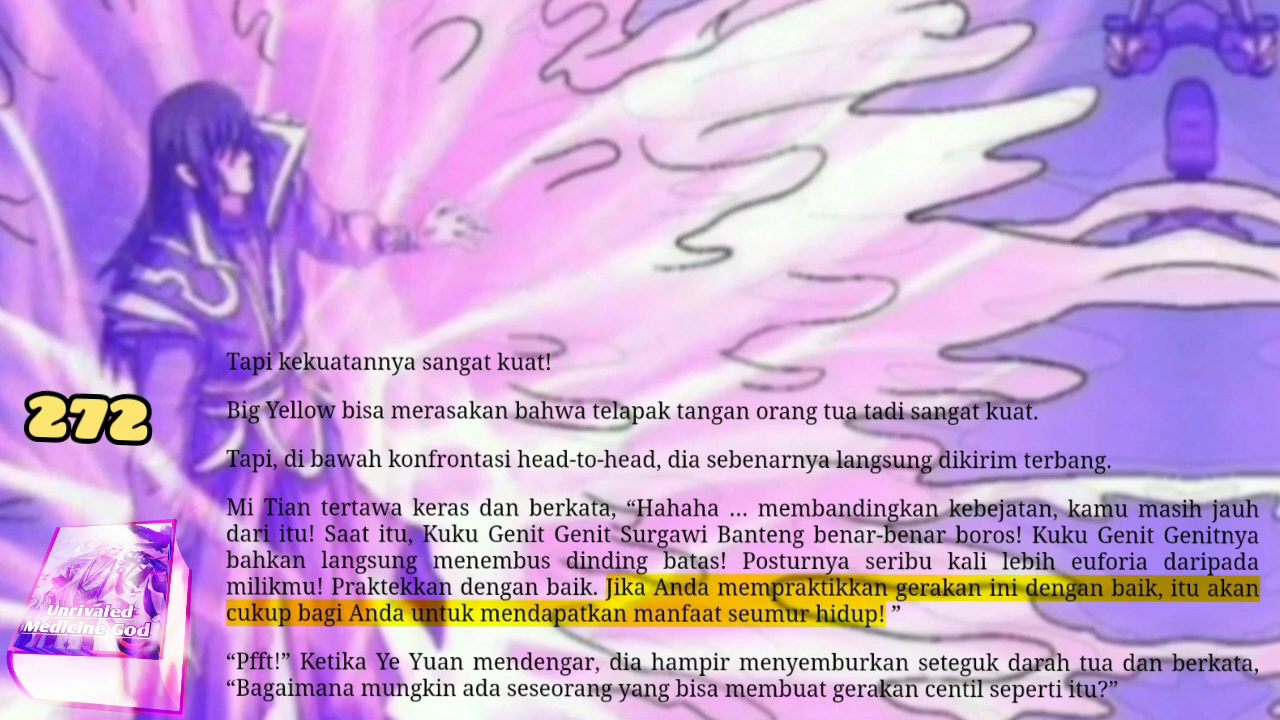 Tapi kekuatannya sangat kuat!
Big Yellow bisa merasakan bahwa telapak tangan orang tua tadi sangat kuat.
272
Tapi, di bawah konfrontasi head-to-head, dia sebenarnya langsung dikirim terbang.
Mi Tian tertawa keras dan berkata, “Hahaha … membandingkan kebejatan, kamu masih jauh
dari itu! Saat itu, Kuku Genit Genit Surgawi Banteng benar-benar boros! Kuku Genit Genitnya
bahkan langsung menembus dinding batas! Posturnya seribu kali lebih euforia daripada
milikmu! Praktekkan dengan baik. Jika Anda mempraktikkan gerakan ini dengan baik, itu akan
cukup bagi Anda untuk mendapatkan manfaat seumur hidup! ”
Unrivaled
Medicine God
“Pfft!” Ketika Ye Yuan mendengar, dia hampir menyemburkan seteguk darah tua dan berkata,
“Bagaimana mungkin ada seseorang yang bisa membuat gerakan centil seperti itu?”